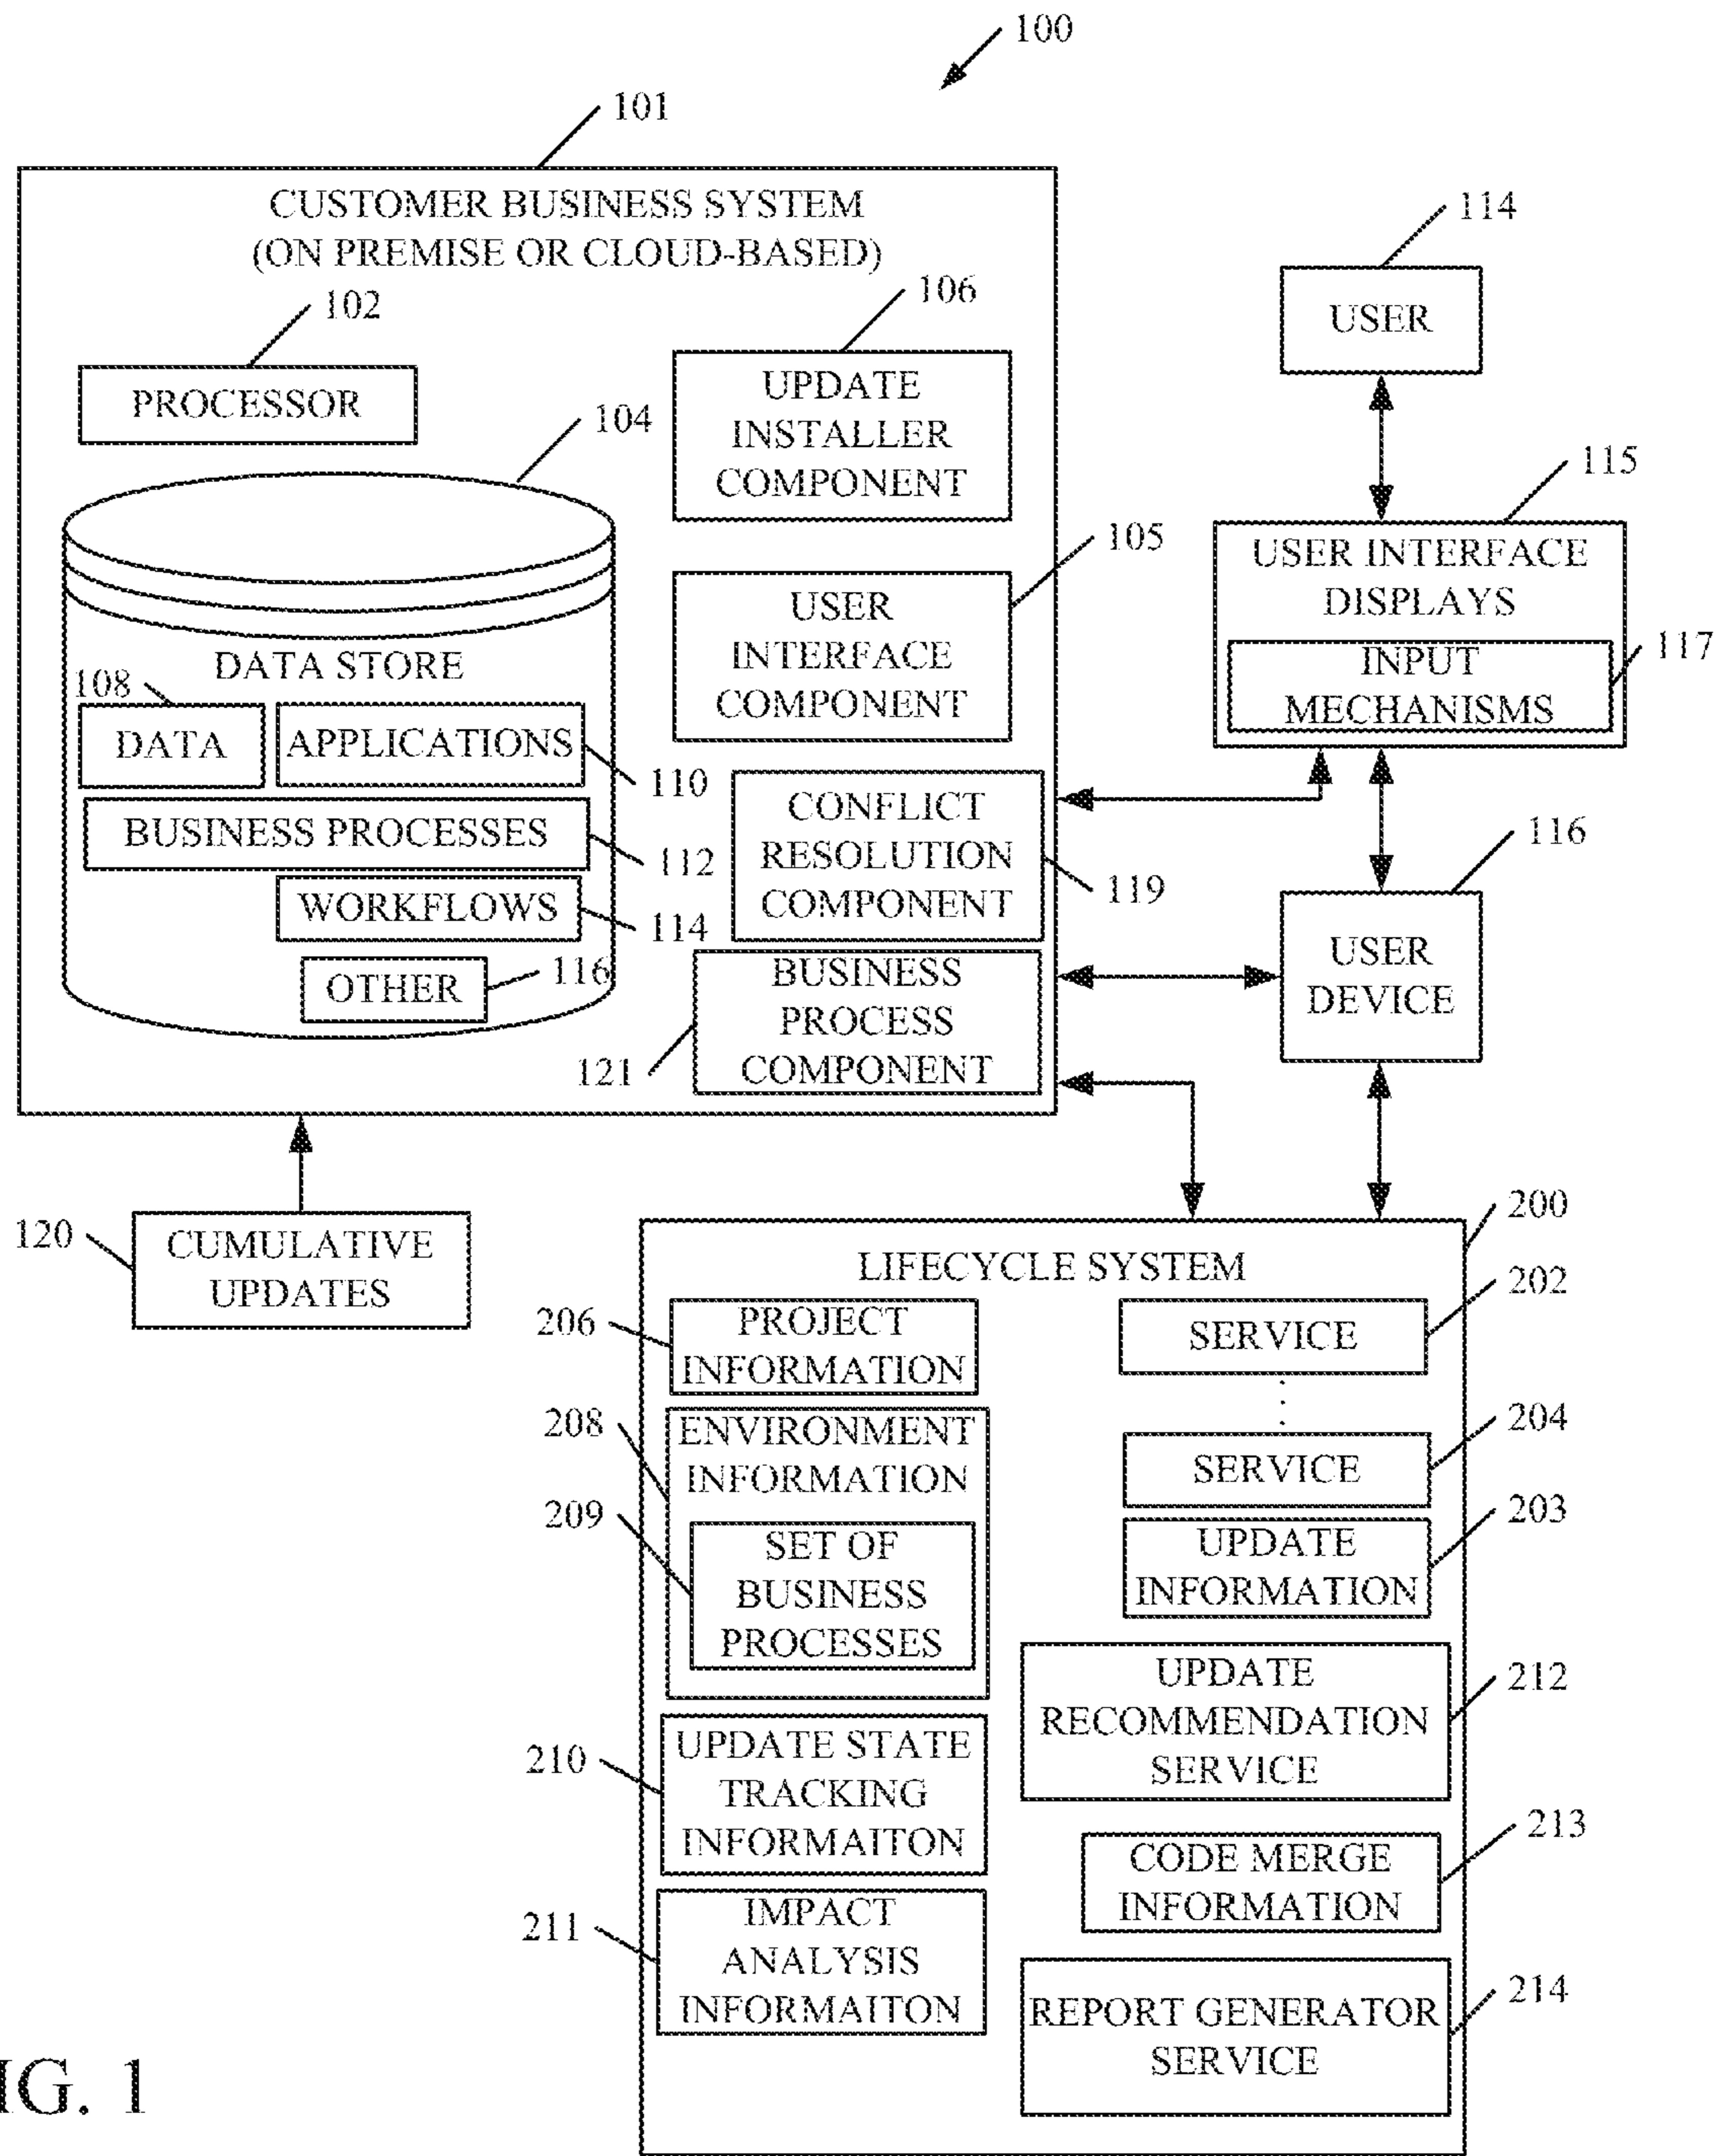 100
101
CUSTOMER BUSINESS SYSTEM
(ON PREMISE OR CLOUD-BASED)
102
PROCESSOR
104
106
UPDATE
INSTALLER
COMPONENT
105
USER
INTERFACE
COMPONENT
DATA STORE
108
DATA
APPLICATIONS
110
BUSINESS PROCESSES
112
WORKFLOWS
114
OTHER
116
CONFLICT
RESOLUTION
COMPONENT
119
BUSINESS
PROCESS
COMPONENT
121
114
USER
115
USER INTERFACE
DISPLAYS
INPUT
MECHANISMS
117
116
USER
DEVICE
120
CUMULATIVE
UPDATES
200
LIFECYCLE SYSTEM
206
PROJECT
INFORMATION
208
ENVIRONMENT
INFORMATION
209
SET OF
BUSINESS
PROCESSES
210
UPDATE STATE
TRACKING
INFORMAITON
211
IMPACT
ANALYSIS
INFORMAITON
202
SERVICE
204
SERVICE
203
UPDATE
INFORMATION
212
UPDATE
RECOMMENDATION
SERVICE
213
CODE MERGE
INFORMATION
214
REPORT GENERATOR
SERVICE
IG. 1